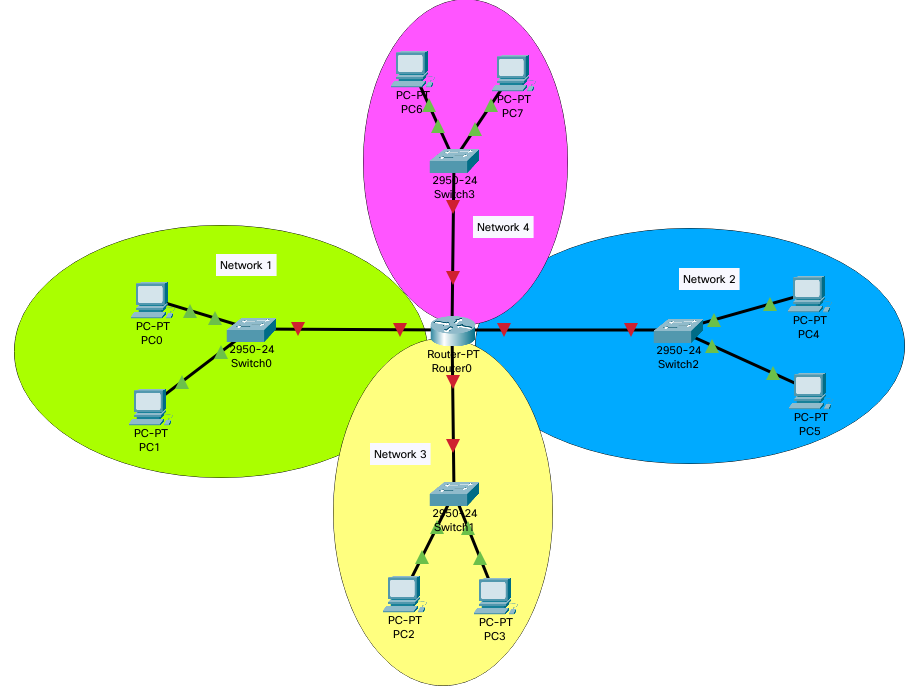 PC-PT
PC6
PC-PT
PC7
2950-24
Switch3
Network 4
Network 1
Network 2
PC-PT
PC0
2950-24
Switch0
PC-PT
PC1
Router-PT
Router0
2950-24
Switch2
PC-PT
PC4
PC-PT
PC5
Network 3
2950-24
Switch1
PC-PT
PC2
PC-PT
PC3